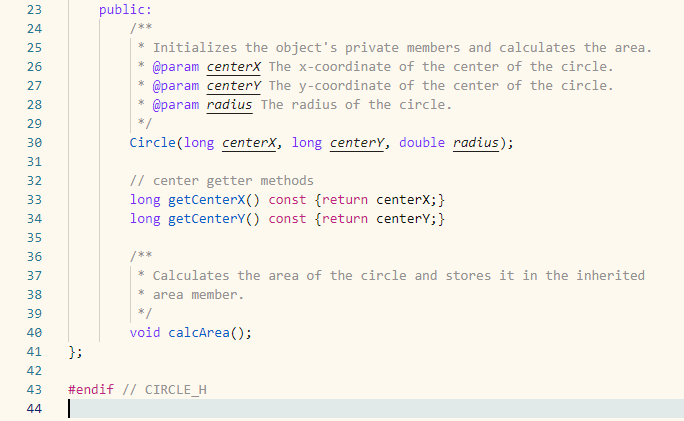 23 public:
24 /**
25 * Initializes the object's private members and calculates the area.
26 * @param centerX The x-coordinate of the center of the circle.
27 * @param centerY The y-coordinate of the center of the circle.
28 * @param radius The radius of the circle.
29 */
30 Circle(long centerX, long centerY, double radius);
31
32 // center getter methods
33 long getCenterX() const {return centerX;}
34 long getCenterY() const {return centerY;}
35
36 /**
37 * Calculates the area of the circle and stores it in the inherited
38 * area member.
39 */
40 void calcArea();
41 };
42
43 #endif // CIRCLE_H
44